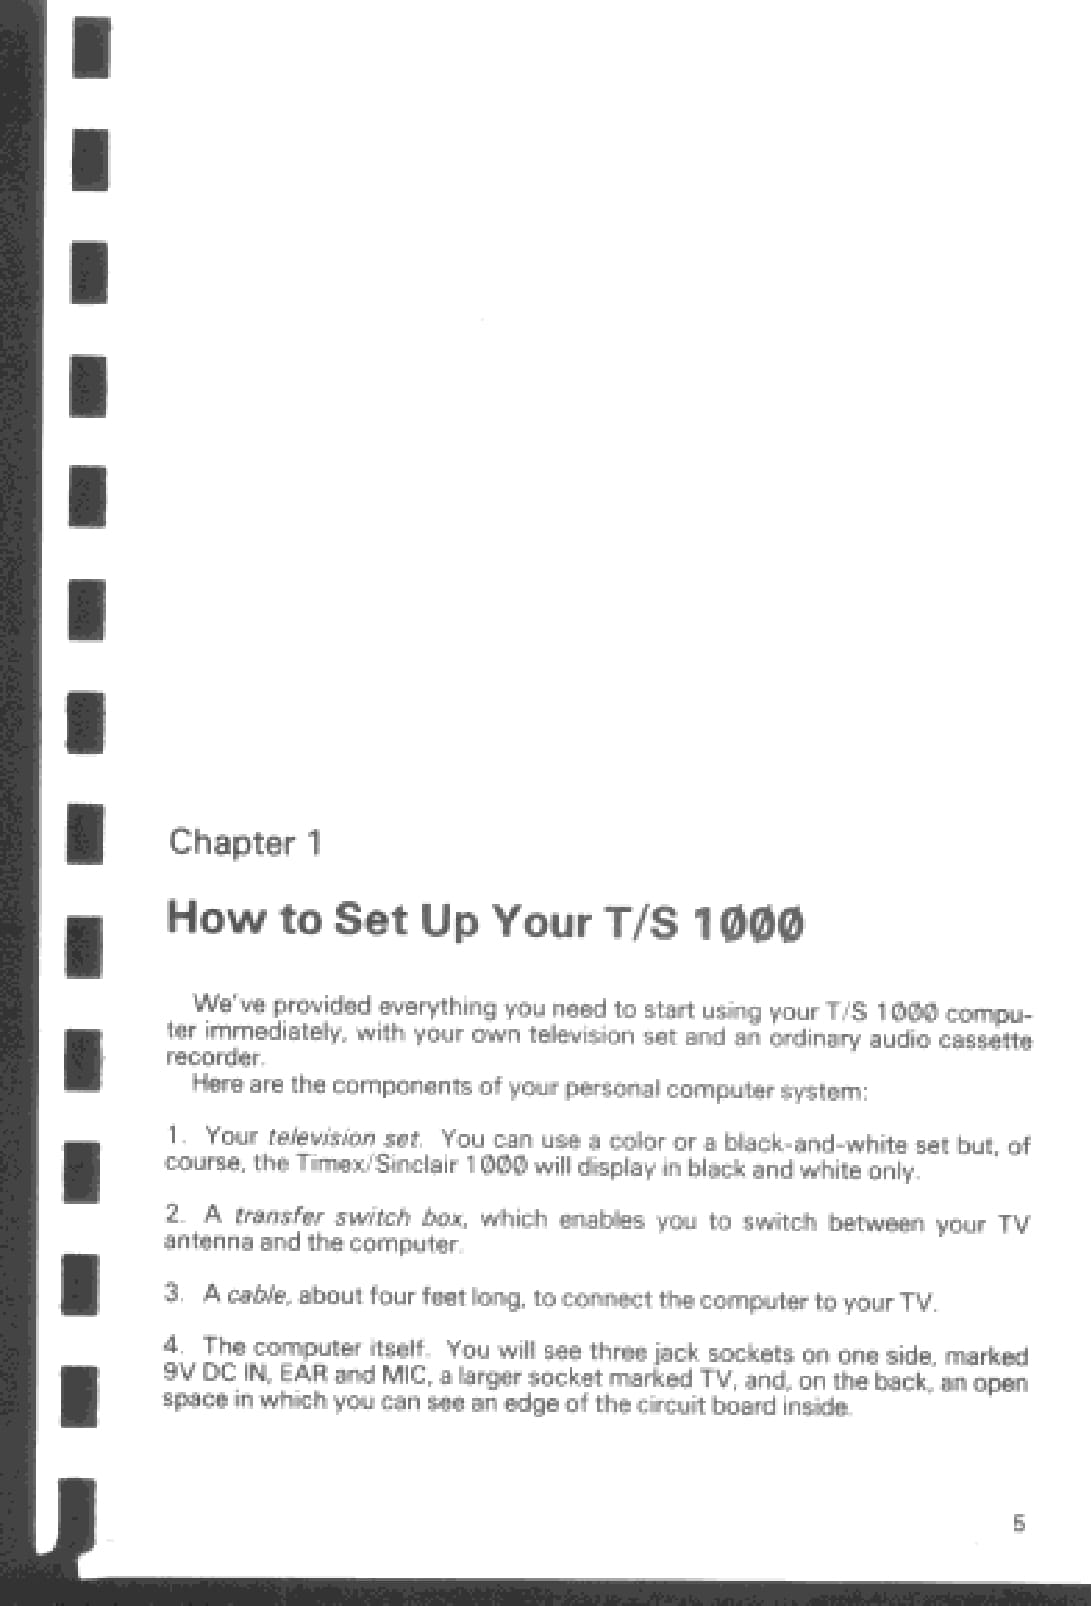 Chapter 1
How to Set Up Your T/S 1000
We've provided everything you need to start using your T/S 1000 compu-
ter immediately, with your own television set and an ordinary audio cassette
recorder.
Here are the components of your personal computer system:
1. Your television set. You can use a color or a black-and-white set but, of
course, the Timex/Sinclair 1000 will display in black and white only.
2. A transfer switch box, which enables you to switch between your TV
antenna and the computer.
3. A cable, about four feet long, to connect the computer to your TV.
4. The computer itself. You will see three jack sockets on one side, marked
9V DC IN, EAR and MIC, a larger socket marked TV, and, on the back, an open
space in which you can see an edge of the circuit board inside.
5